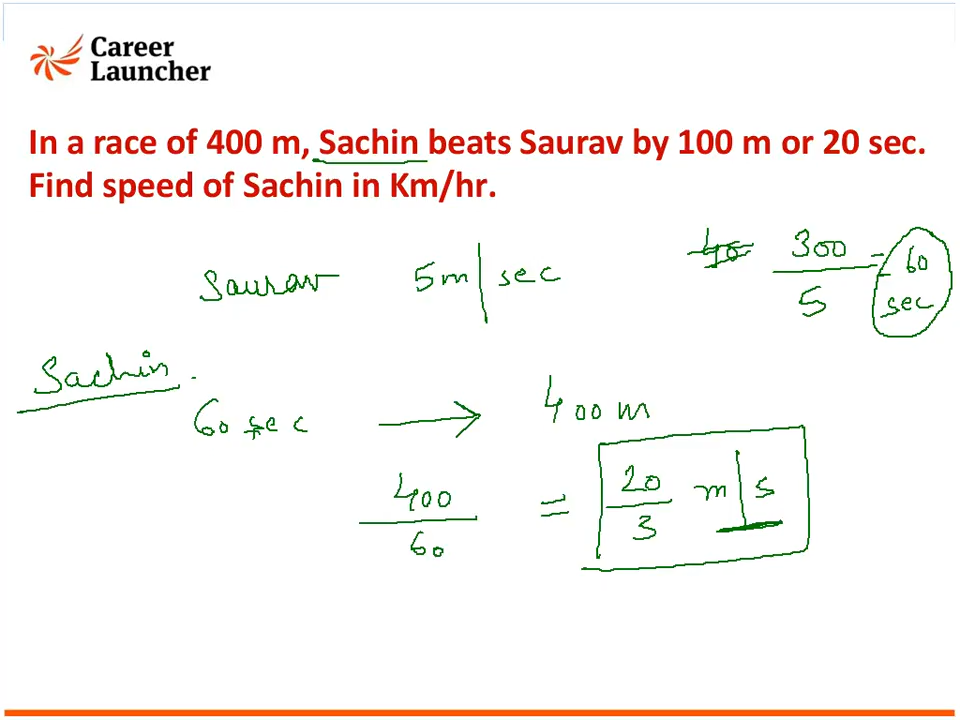 Career
Launcher
In a race of 400 m, Sachin beats Saurav by 100 m or 20 sec.
Find speed of Sachin in Km/hr.
Saurav 5m/sec 300/5 = 60 sec
Sachin
60 sec → 400 m
400/60 = 20/3 m/s